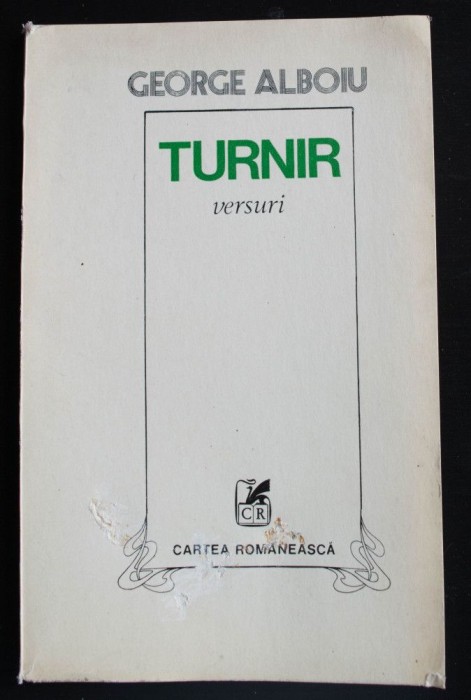 GEORGE ALBOIU
TURNIR
versuri
CR
CARTEA ROMÂNEASCĂ